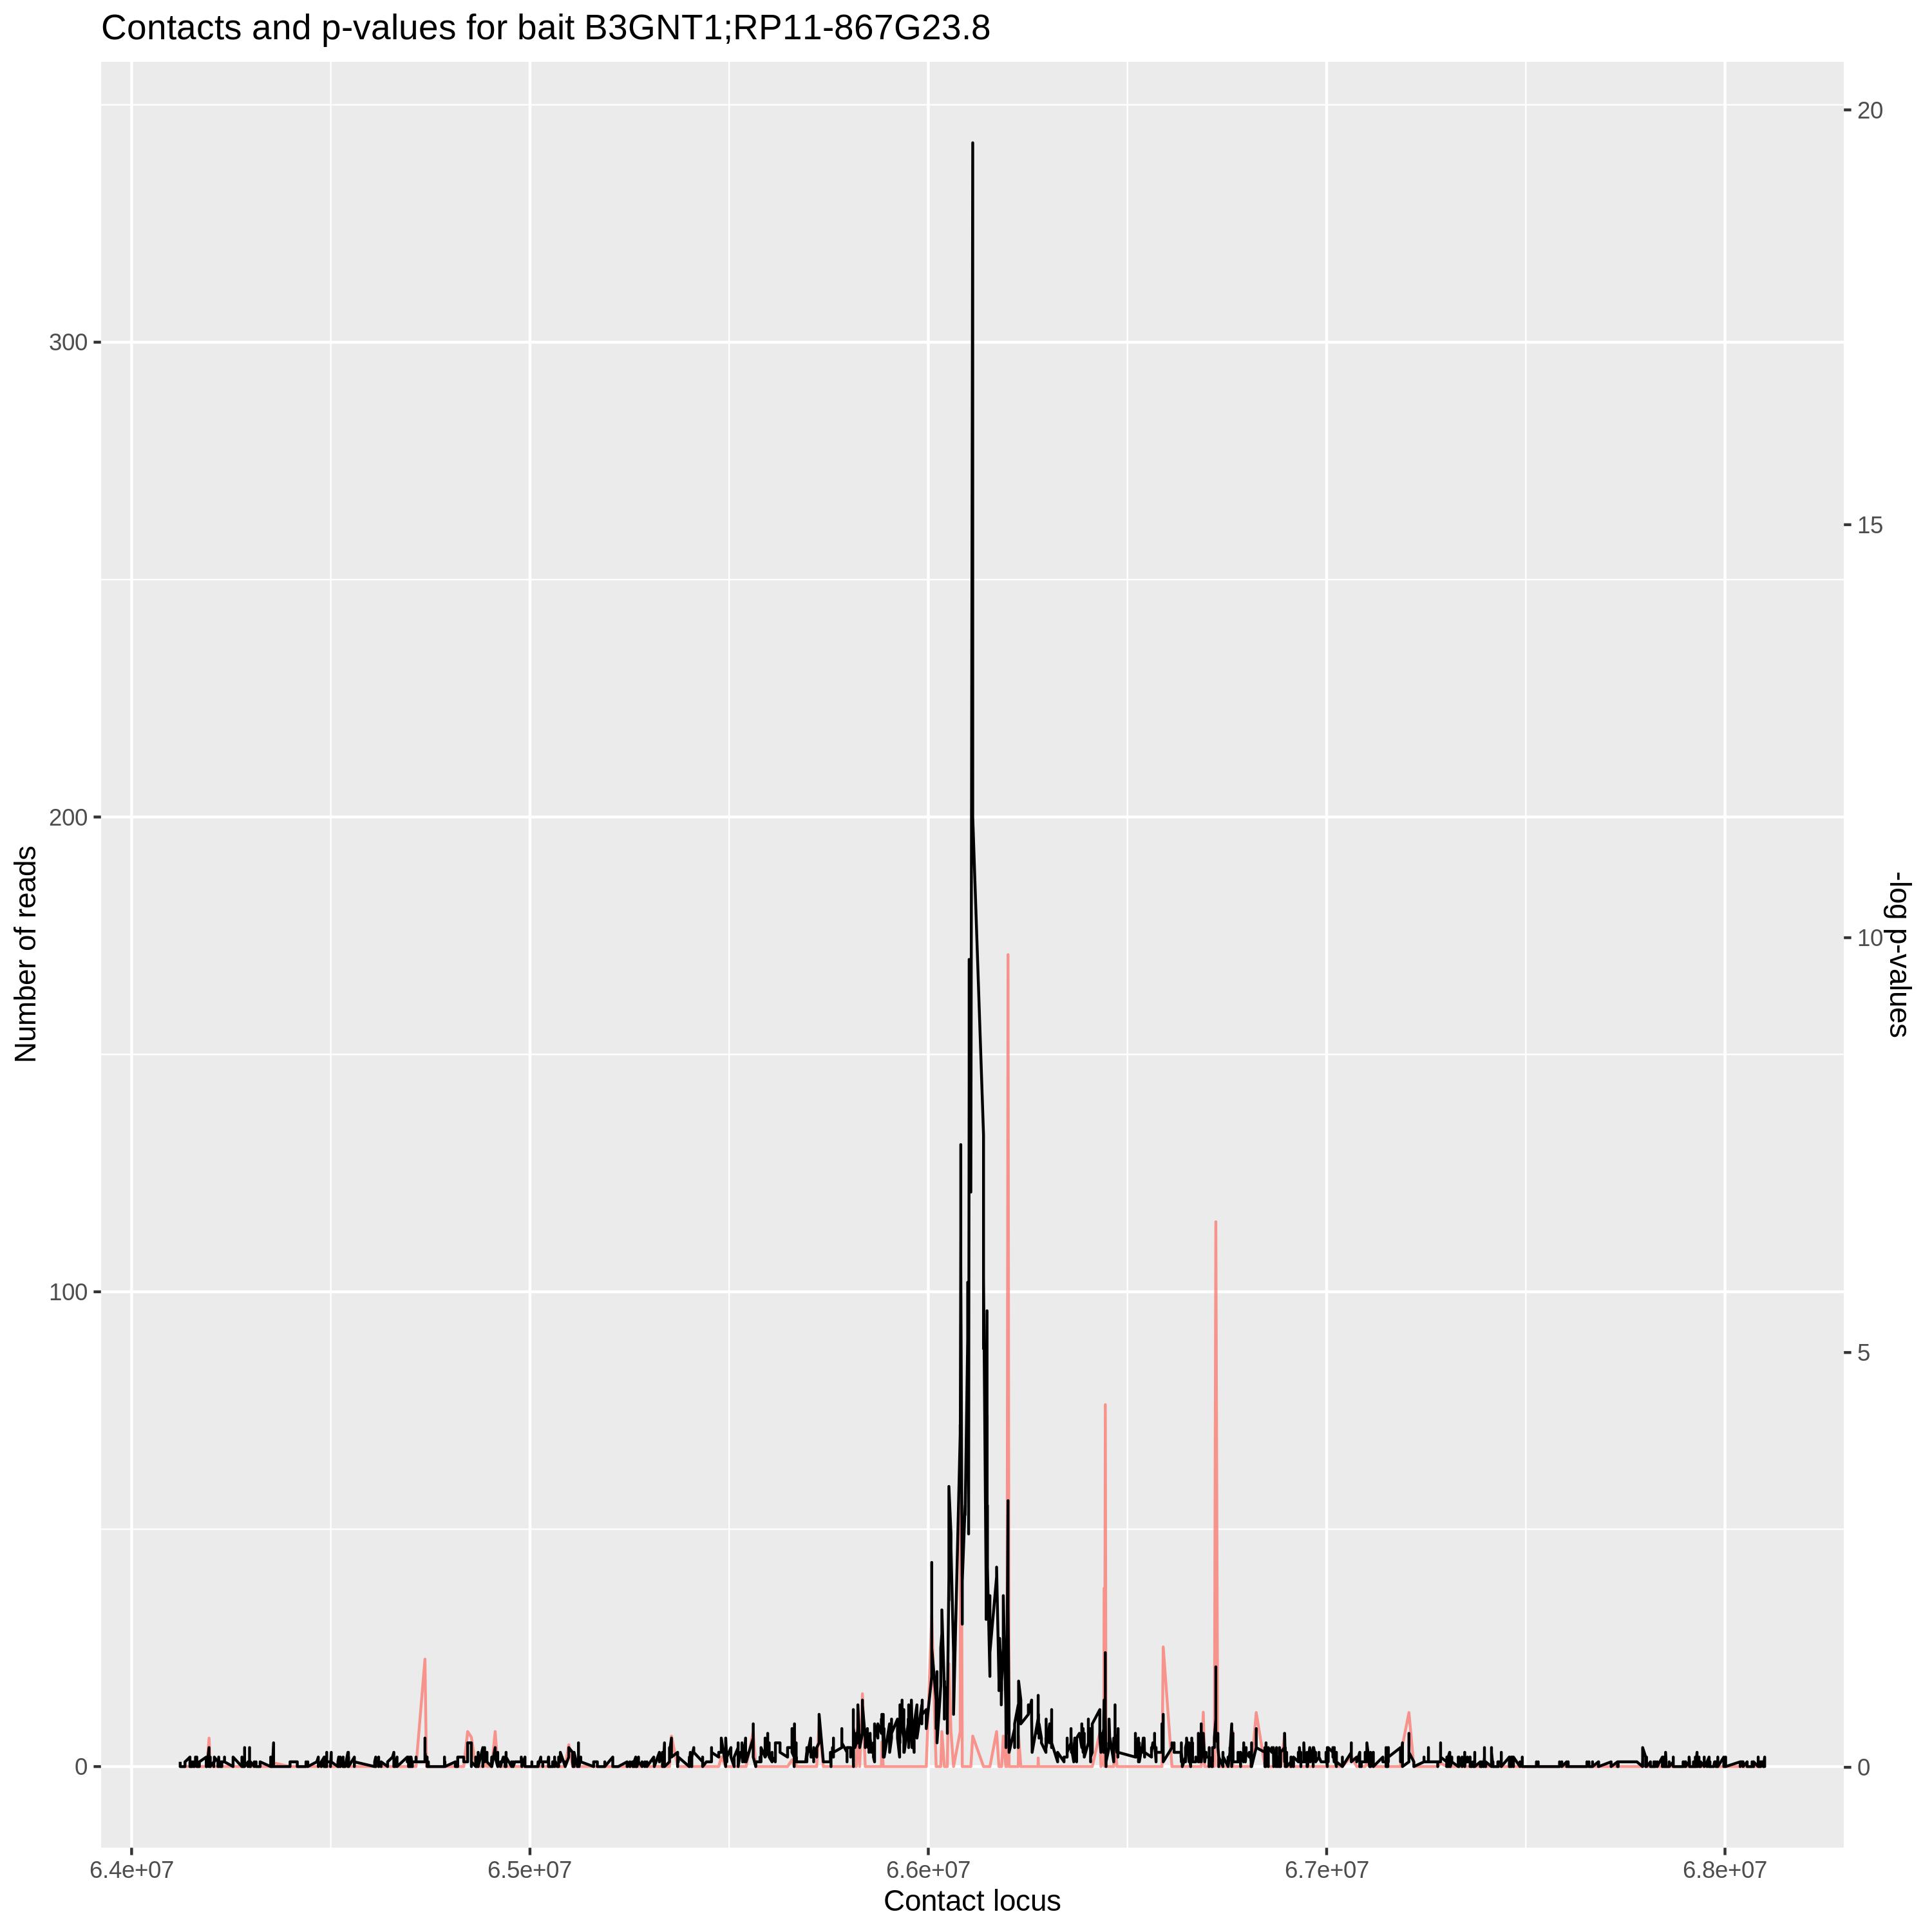 Contacts and p-values for bait B3GNT1;RP11-867G23.8
Number of reads
300
200
100
0
20
15
10
5
0
-log p-values
6.4e+07 6.5e+07 6.6e+07 6.7e+07 6.8e+07
Contact locus